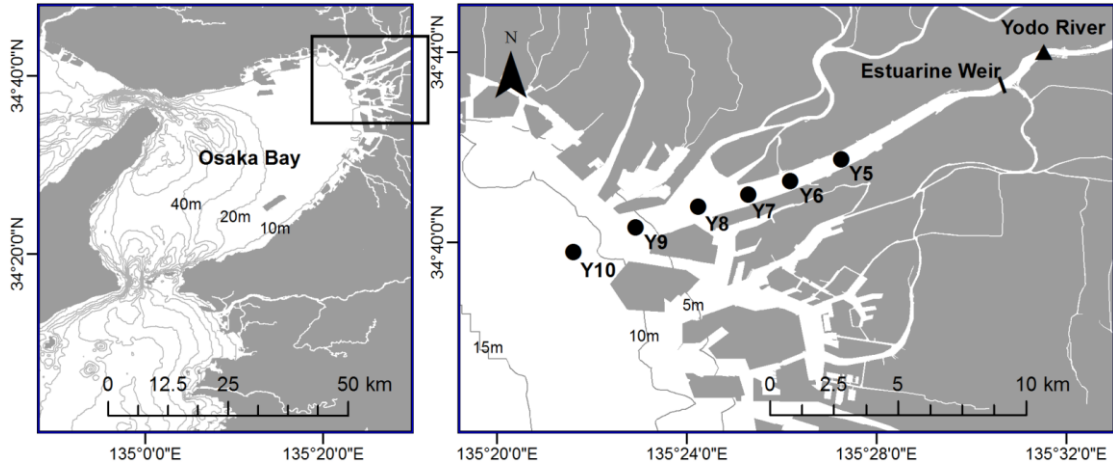 34°40'0"N
34°20'0"N
Osaka Bay
40m
20m
10m
0 12.5 25 50 km
135°0'0"E
135°20'0"E
34°44'0"N
34°40'0"N
N
Yodo River
Estuarine Weir
Y5
Y6
Y7
Y8
Y9
Y10
5m
10m
15m
0 2.5 5 10 km
135°20'0"E
135°24'0"E
135°28'0"E
135°32'0"E